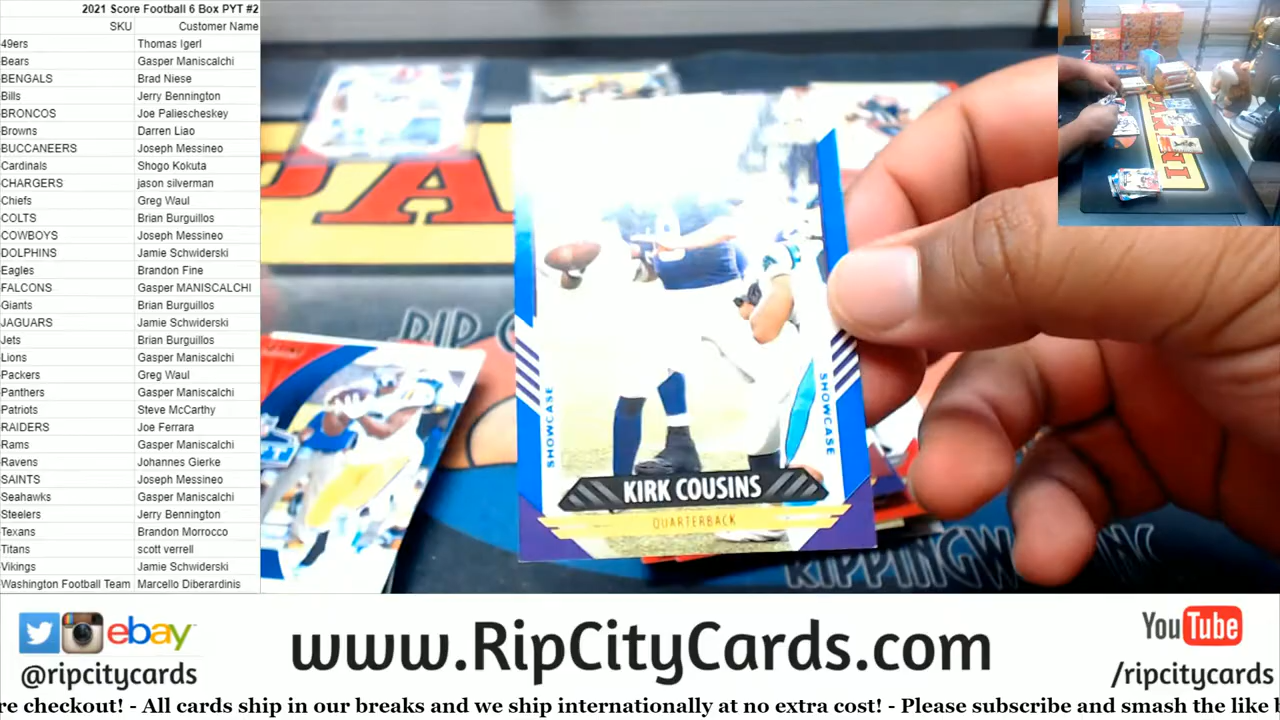 2021 Score Football 6 Box PYT #2
SKU Customer Name
49ers Thomas Igerl
Bears Gasper Maniscalchi
BENGALS Brad Niese
Bills Jerry Bennington
BRONCOS Joe Paliescheskey
Browns Darren Liao
BUCCANEERS Joseph Messineo
Cardinals Shogo Kokuta
CHARGERS jason silverman
Chiefs Greg Waul
COLTS Brian Burguillos
COWBOYS Joseph Messineo
DOLPHINS Jamie Schwiderski
Eagles Brandon Fine
FALCONS Gasper MANISCALCHI
Giants Brian Burguillos
JAGUARS Jamie Schwiderski
Jets Brian Burguillos
Lions Gasper Maniscalchi
Packers Greg Waul
Panthers Gasper Maniscalchi
Patriots Steve McCarthy
RAIDERS Joe Ferrara
Rams Gasper Maniscalchi
Ravens Johannes Gierke
SAINTS Joseph Messineo
Seahawks Gasper Maniscalchi
Steelers Jerry Bennington
Texans Brandon Morrocco
Titans scott verrell
Vikings Jamie Schwiderski
Washington Football Team Marcello Diberardinis
SHOWCASE
SHOWCASE
KIRK COUSINS
QUARTERBACK
RIP
ebay
@ripcitycards
www.RipCityCards.com
YouTube
/ripcitycards
re checkout! - All cards ship in our breaks and we ship internationally at no extra cost! - Please subscribe and smash the like